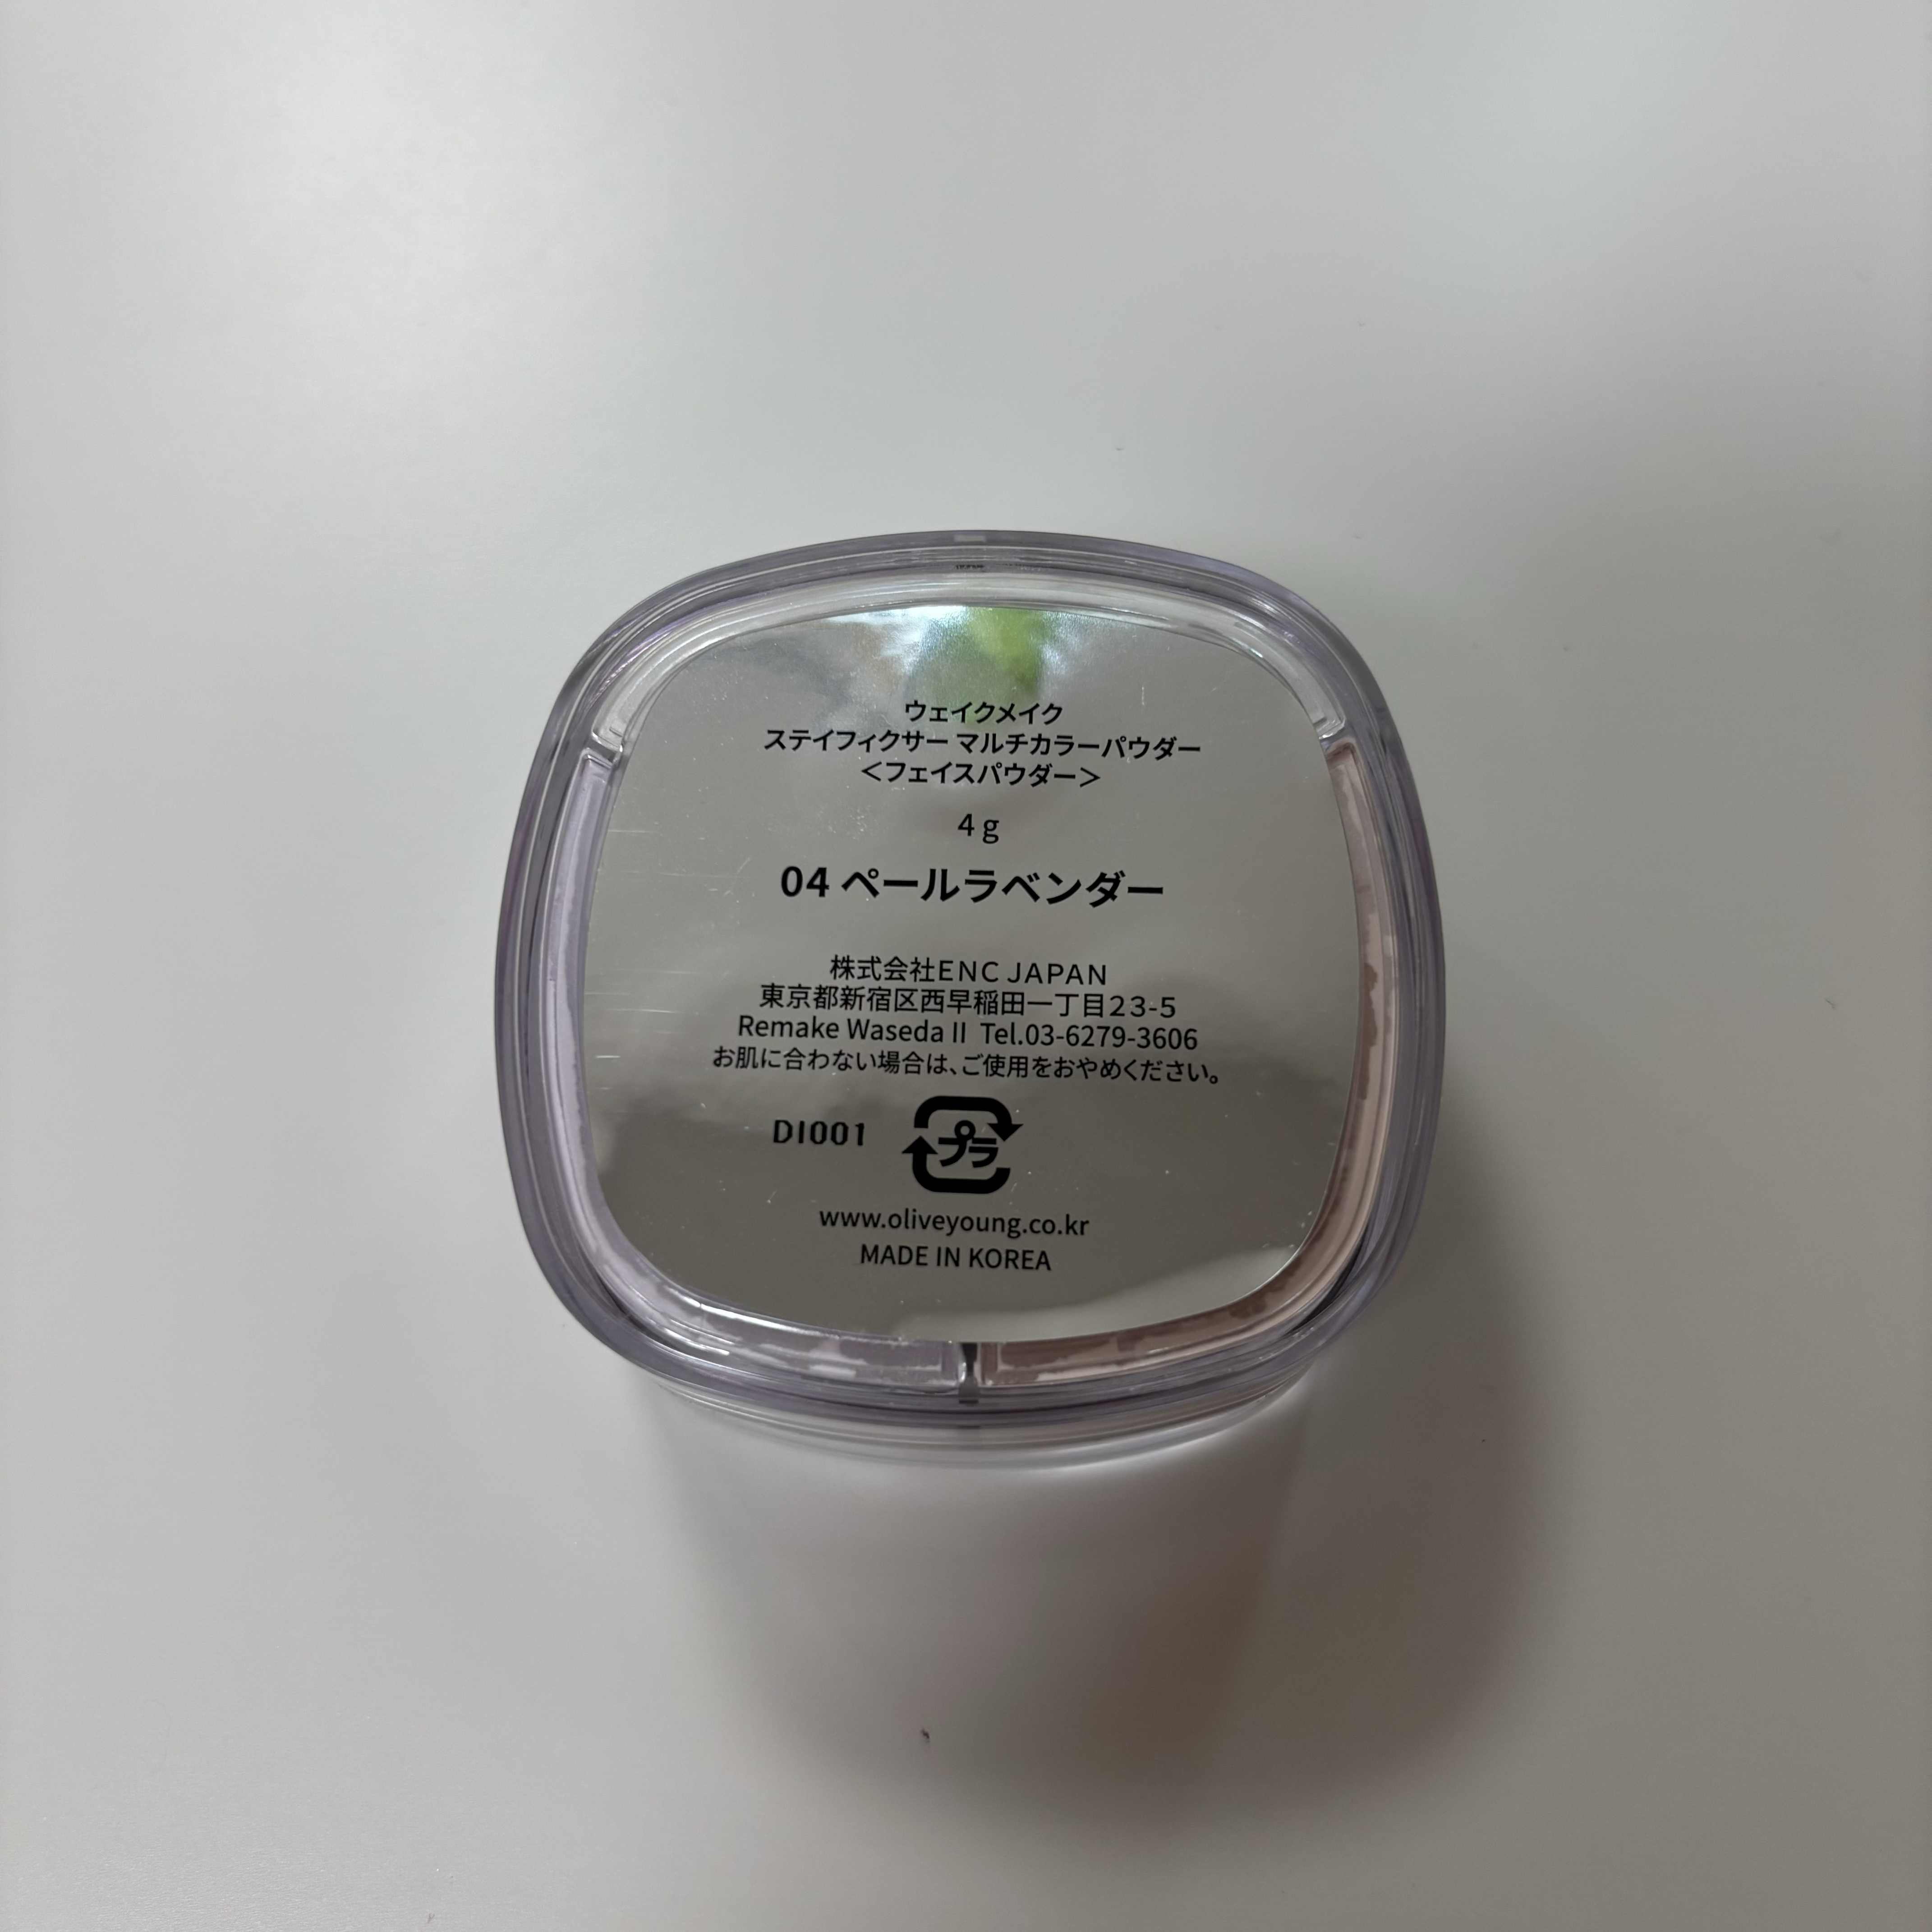 ウェイクメイク
ステイフィクサー マルチカラーパウダー
＜フェイスパウダー＞
4 g
04 ペールラベンダー
株式会社ENC JAPAN
東京都新宿区西早稲田一丁目23-5
Remake Waseda II Tel.03-6279-3606
お肌に合わない場合は、ご使用をおやめください。
DI001
プラ
www.oliveyoung.co.kr
MADE IN KOREA